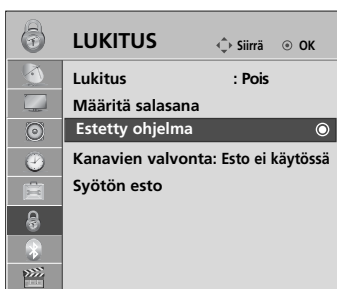 LUKITUS Siirrä OK
Lukitus : Pois
Määritä salasana
Estetty ohjelma
Kanavien valvonta: Esto ei käytössä
Syötön esto